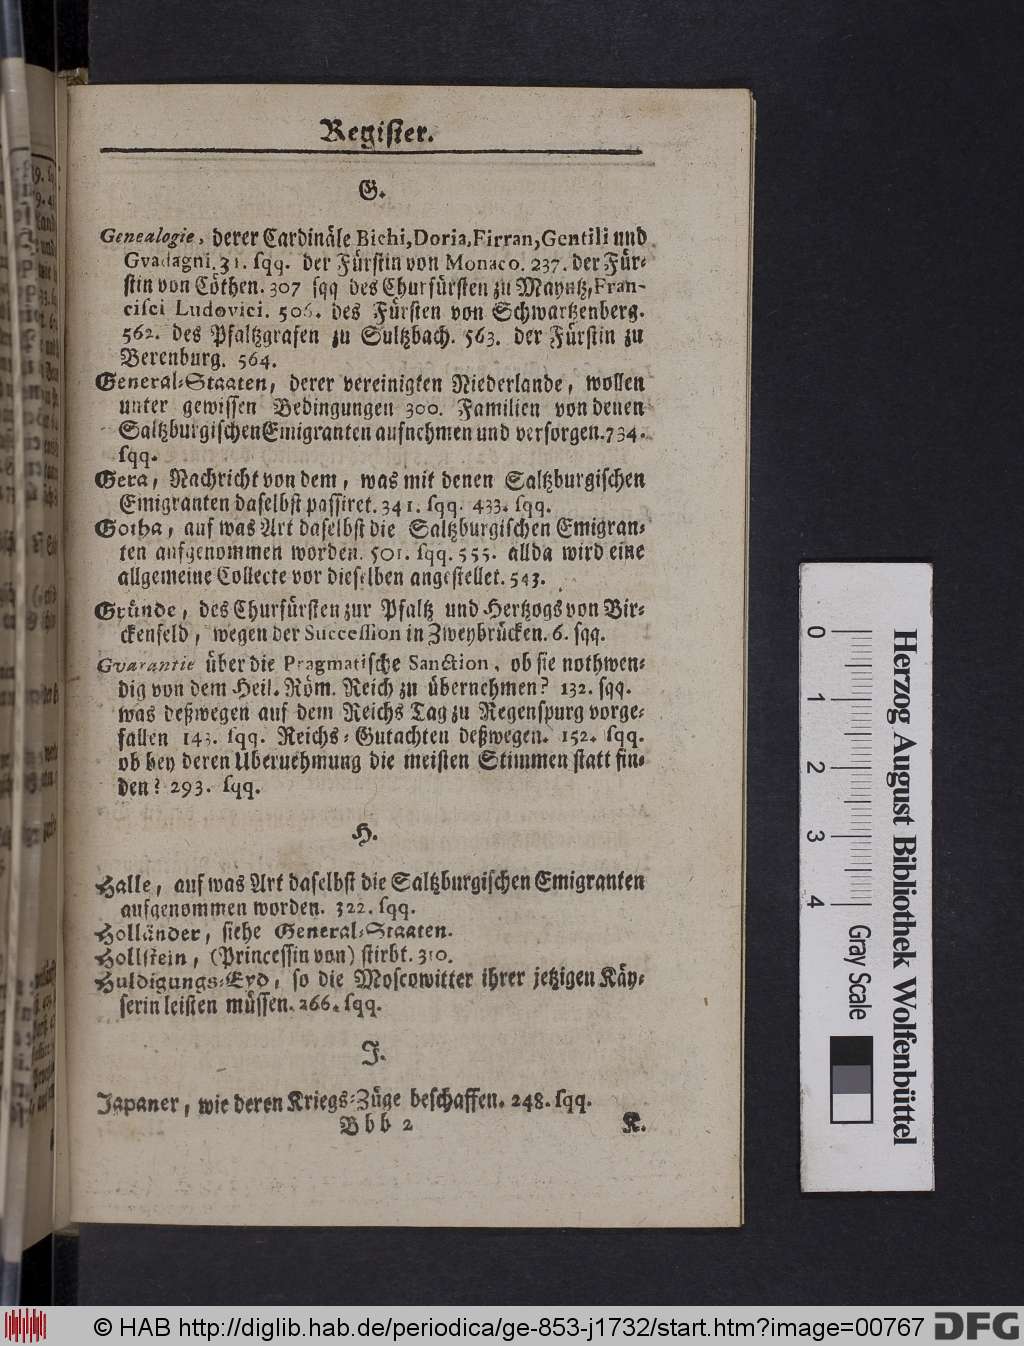 Register.
G.
Genealogie, derer Cardinäle Bichi, Doria, Firran, Gentili und
Gvadagni. 31. sqq. der Fürstin von Monaco. 237. der Für-
stin von Cöthen. 307 sqq des Churfürsten zu Mayntz, Fran-
cisci Ludovici. 506. des Fürsten von Schwartzenberg.
562. des Pfaltzgrafen zu Sultzbach. 563. der Fürstin zu
Berenburg. 564.
General-Staaten, derer vereinigten Niederlande, wollen
unter gewissen Bedingungen 300. Familien von denen
Saltzburgischen Emigranten aufnehmen und versorgen. 734.
sqq.
Gera, Nachricht von dem, was mit denen Saltzburgischen
Emigranten daselbst passiret. 341. sqq. 433. sqq.
Gotha, auf was Art daselbst die Saltzburgischen Emigran-
ten aufgenommen worden. 501. sqq. 555. allda wird eine
allgemeine Collecte vor dieselben angestellet. 543.
Gründe, des Churfürsten zur Pfaltz und Hertzogs von Bir-
ckenfeld, wegen der Succession in Zweybrücken. 6. sqq.
Gvarantie über die Pragmatische Sanction, ob sie nothwen-
dig von dem Heil. Röm. Reich zu übernehmen? 132. sqq.
was deßwegen auf dem Reichs Tag zu Regenspurg vorge-
fallen 143. sqq. Reichs-Gutachten deßwegen. 152. sqq.
ob bey deren Uberuehmung die meisten Stimmen statt fin-
den? 293. sqq.
H.
Halle, auf was Art daselbst die Saltzburgischen Emigranten
aufgenommen worden. 322. sqq.
Holländer, siehe General-Staaten.
Hollstein, (Princessin von) stirbt. 310.
Huldigungs-Eyd, so die Moscowitter ihrer jetzigen Käy-
serin leisten müssen. 266. sqq.
J.
Japaner, wie deren Kriegs-Züge beschaffen. 248. sqq.
Bbb 2 K.
0 1 2 3 4
Herzog August Bibliothek Wolfenbüttel
Gray Scale
© HAB http://diglib.hab.de/periodica/ge-853-j1732/start.htm?image=00767
DFG